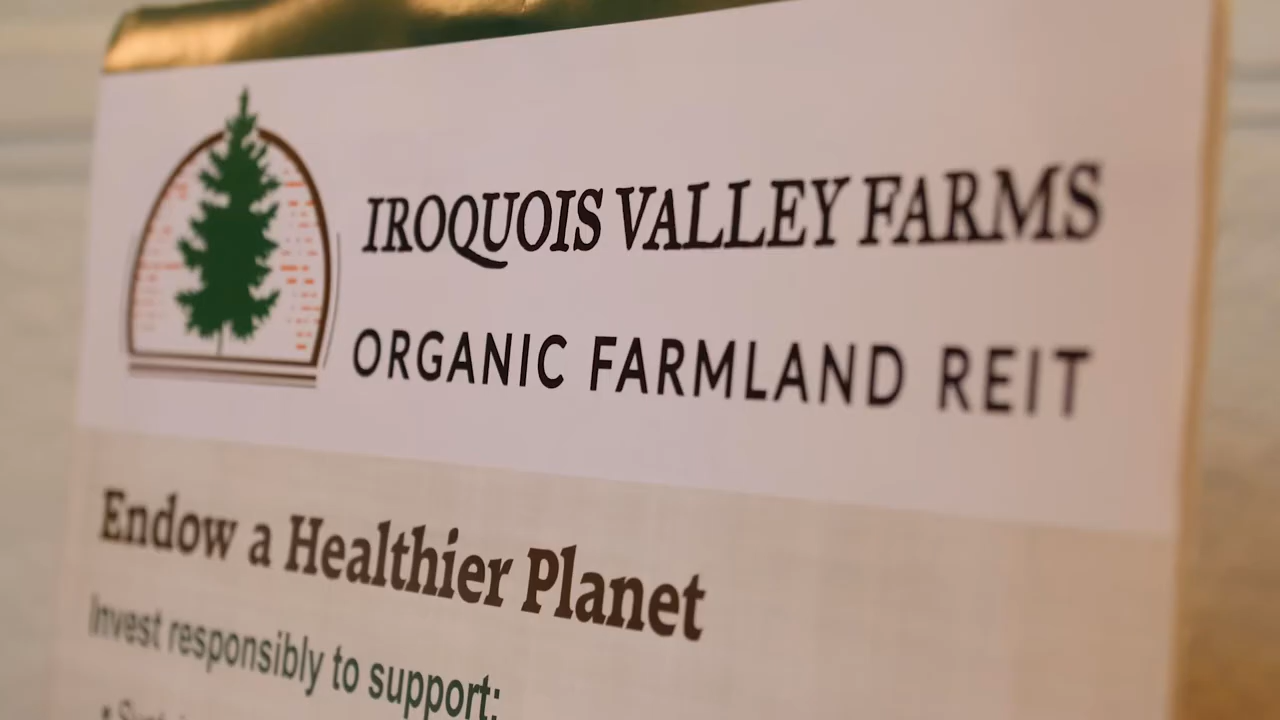 IROQUOIS VALLEY FARMS
ORGANIC FARMLAND REIT
Endow a Healthier Planet
Invest responsibly to support: